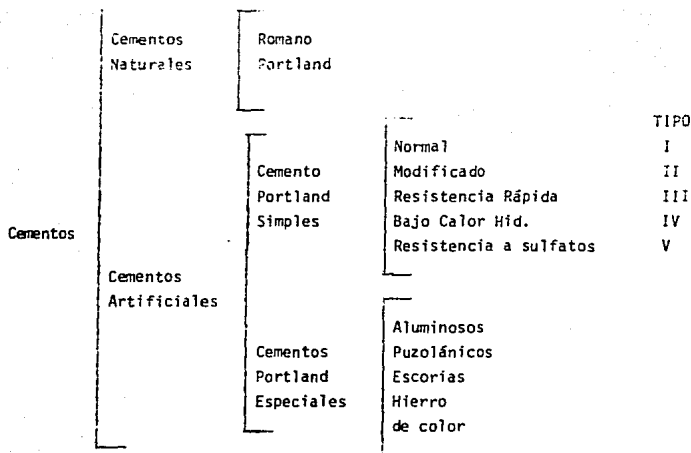 Cementos
Cementos
Naturales
Romano
Portland
Cementos
Artificiales
Cemento
Portland
Simples
TIPO
Normal I
Modificado II
Resistencia Rápida III
Bajo Calor Hid. IV
Resistencia a sulfatos V
Cementos
Portland
Especiales
Aluminosos
Puzolánicos
Escorias
Hierro
de color